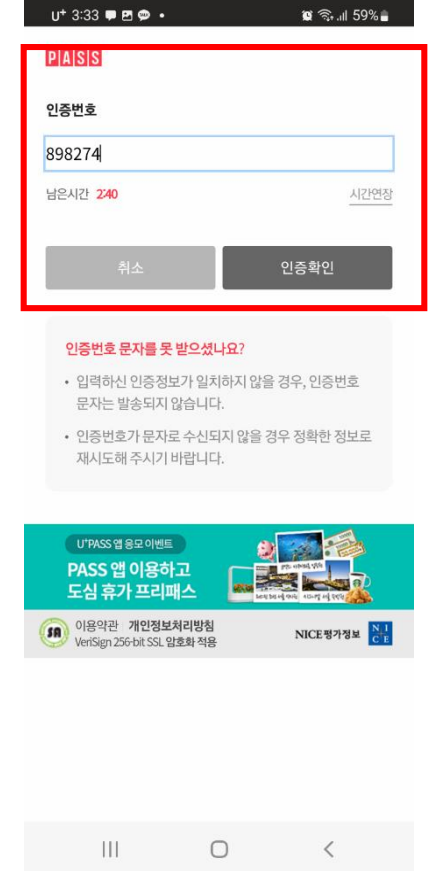 U⁺ 3:33 59%
PASS
인증번호
898274
남은시간 2:40 시간연장
취소 인증확인
인증번호 문자를 못 받으셨나요?
• 입력하신 인증정보가 일치하지 않을 경우, 인증번호
문자는 발송되지 않습니다.
• 인증번호가 문자로 수신되지 않을 경우 정확한 정보로
재시도해 주시기 바랍니다.
U⁺PASS 앱 응모 이벤트
PASS 앱 이용하고
도심 휴가 프리패스
이용약관 개인정보처리방침
VeriSign 256-bit SSL 암호화 적용
NICE평가정보 NICE